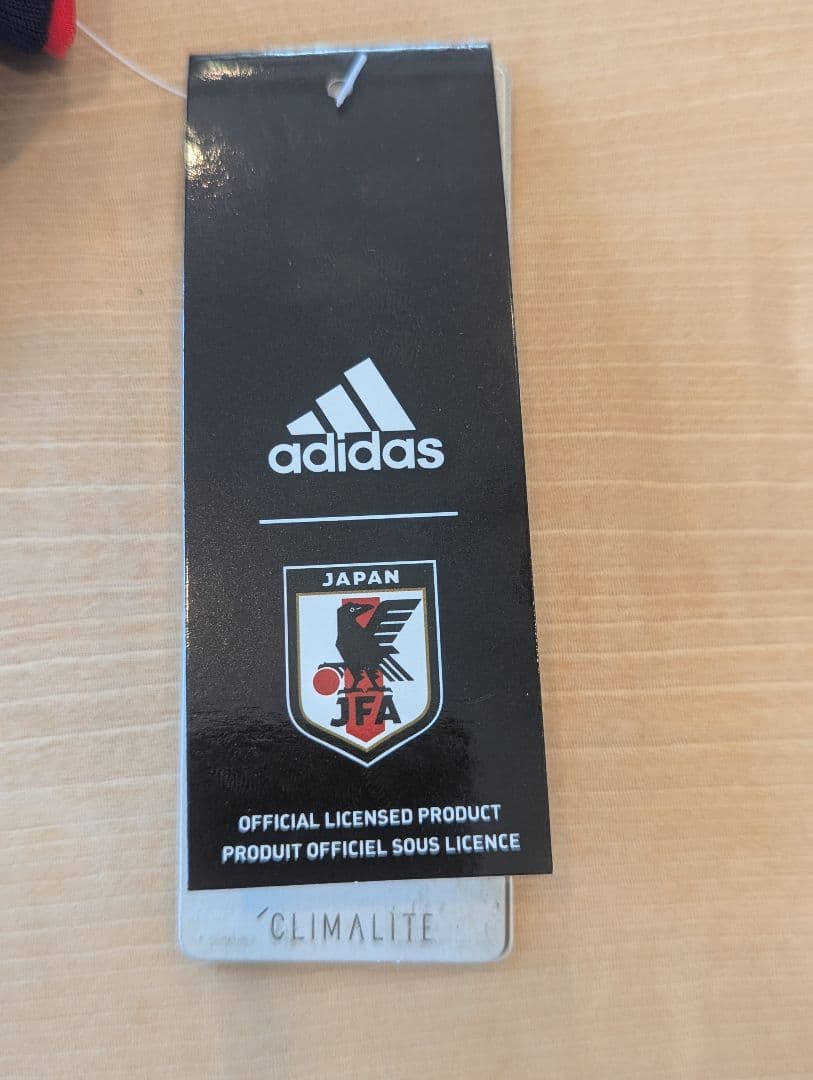 adidas
JAPAN
JFA
OFFICIAL LICENSED PRODUCT
PRODUIT OFFICIEL SOUS LICENCE
CLIMALITE